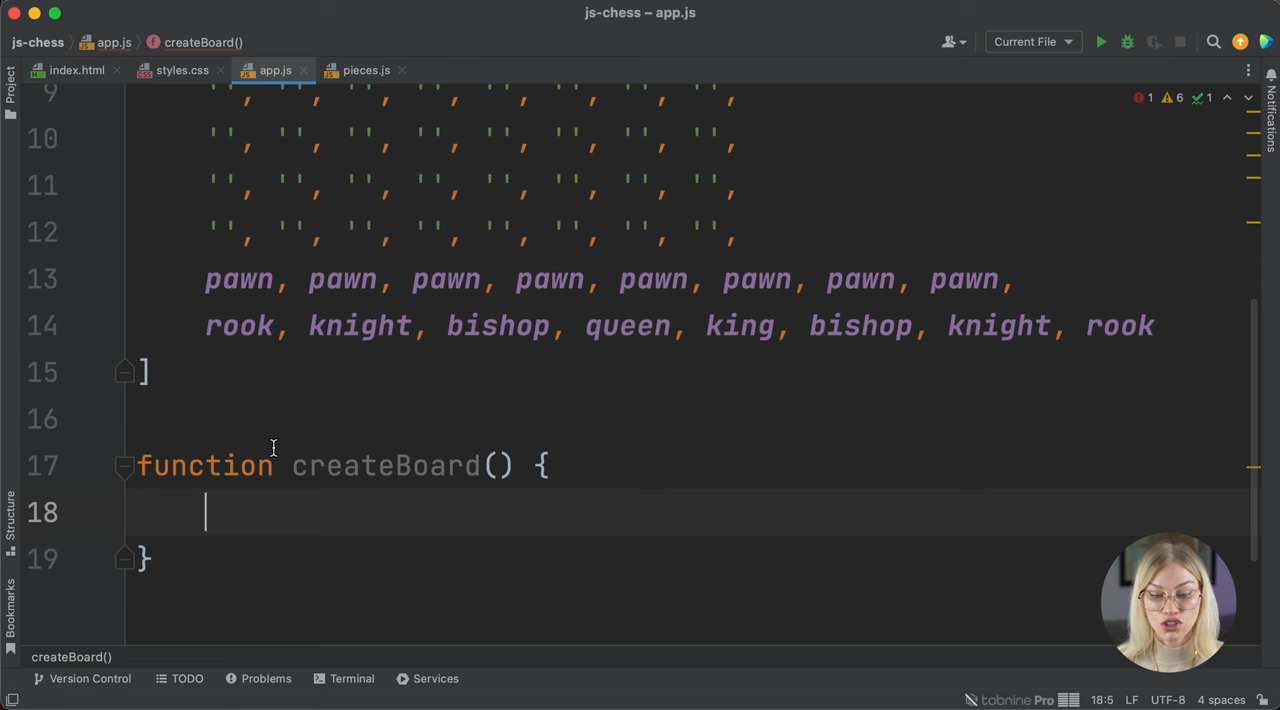 js-chess – app.js
js-chess app.js createBoard() Current File
index.html styles.css app.js pieces.js
Project
Notifications
1 6 1
9 '', '', '', '', '', '', '', '',
10 '', '', '', '', '', '', '', '',
11 '', '', '', '', '', '', '', '',
12 '', '', '', '', '', '', '', '',
13 pawn, pawn, pawn, pawn, pawn, pawn, pawn, pawn,
14 rook, knight, bishop, queen, king, bishop, knight, rook
15 ]
16
17 function createBoard() {
18
19 }
Structure
Bookmarks
createBoard()
Version Control TODO Problems Terminal Services
tabnine Pro 18:5 LF UTF-8 4 spaces